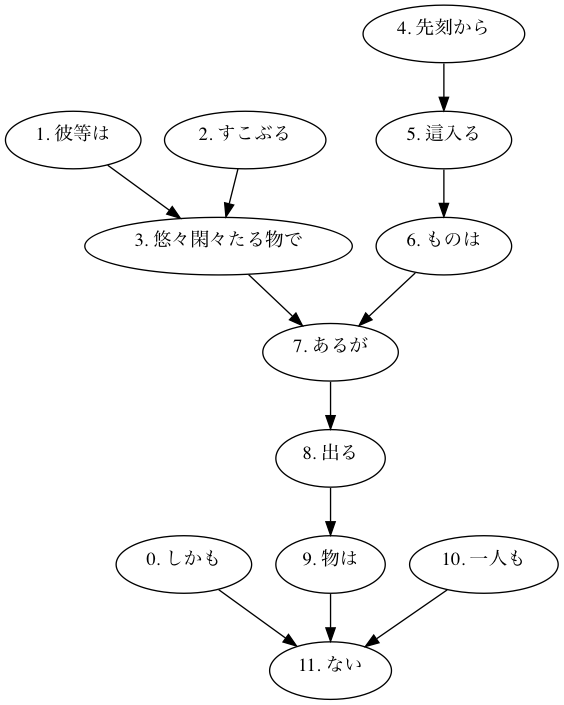 4. 先刻から
1. 彼等は
2. すこぶる
5. 這入る
3. 悠々閑々たる物で
6. ものは
7. あるが
8. 出る
0. しかも
9. 物は
10. 一人も
11. ない